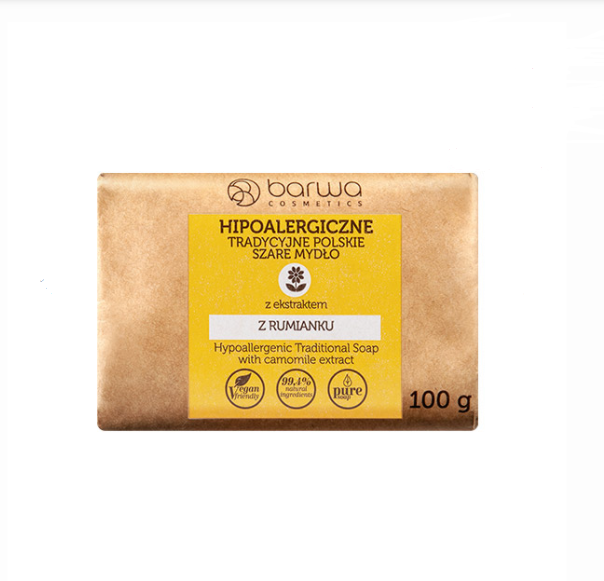 barwa
COSMETICS
HIPOALERGICZNE
TRADYCYJNE POLSKIE
SZARE MYDŁO
z ekstraktem
Z RUMIANKU
Hypoallergenic Traditional Soap
with camomile extract
Vegan
friendly
99,4%
natural
ingredients
pure
soap
100 g